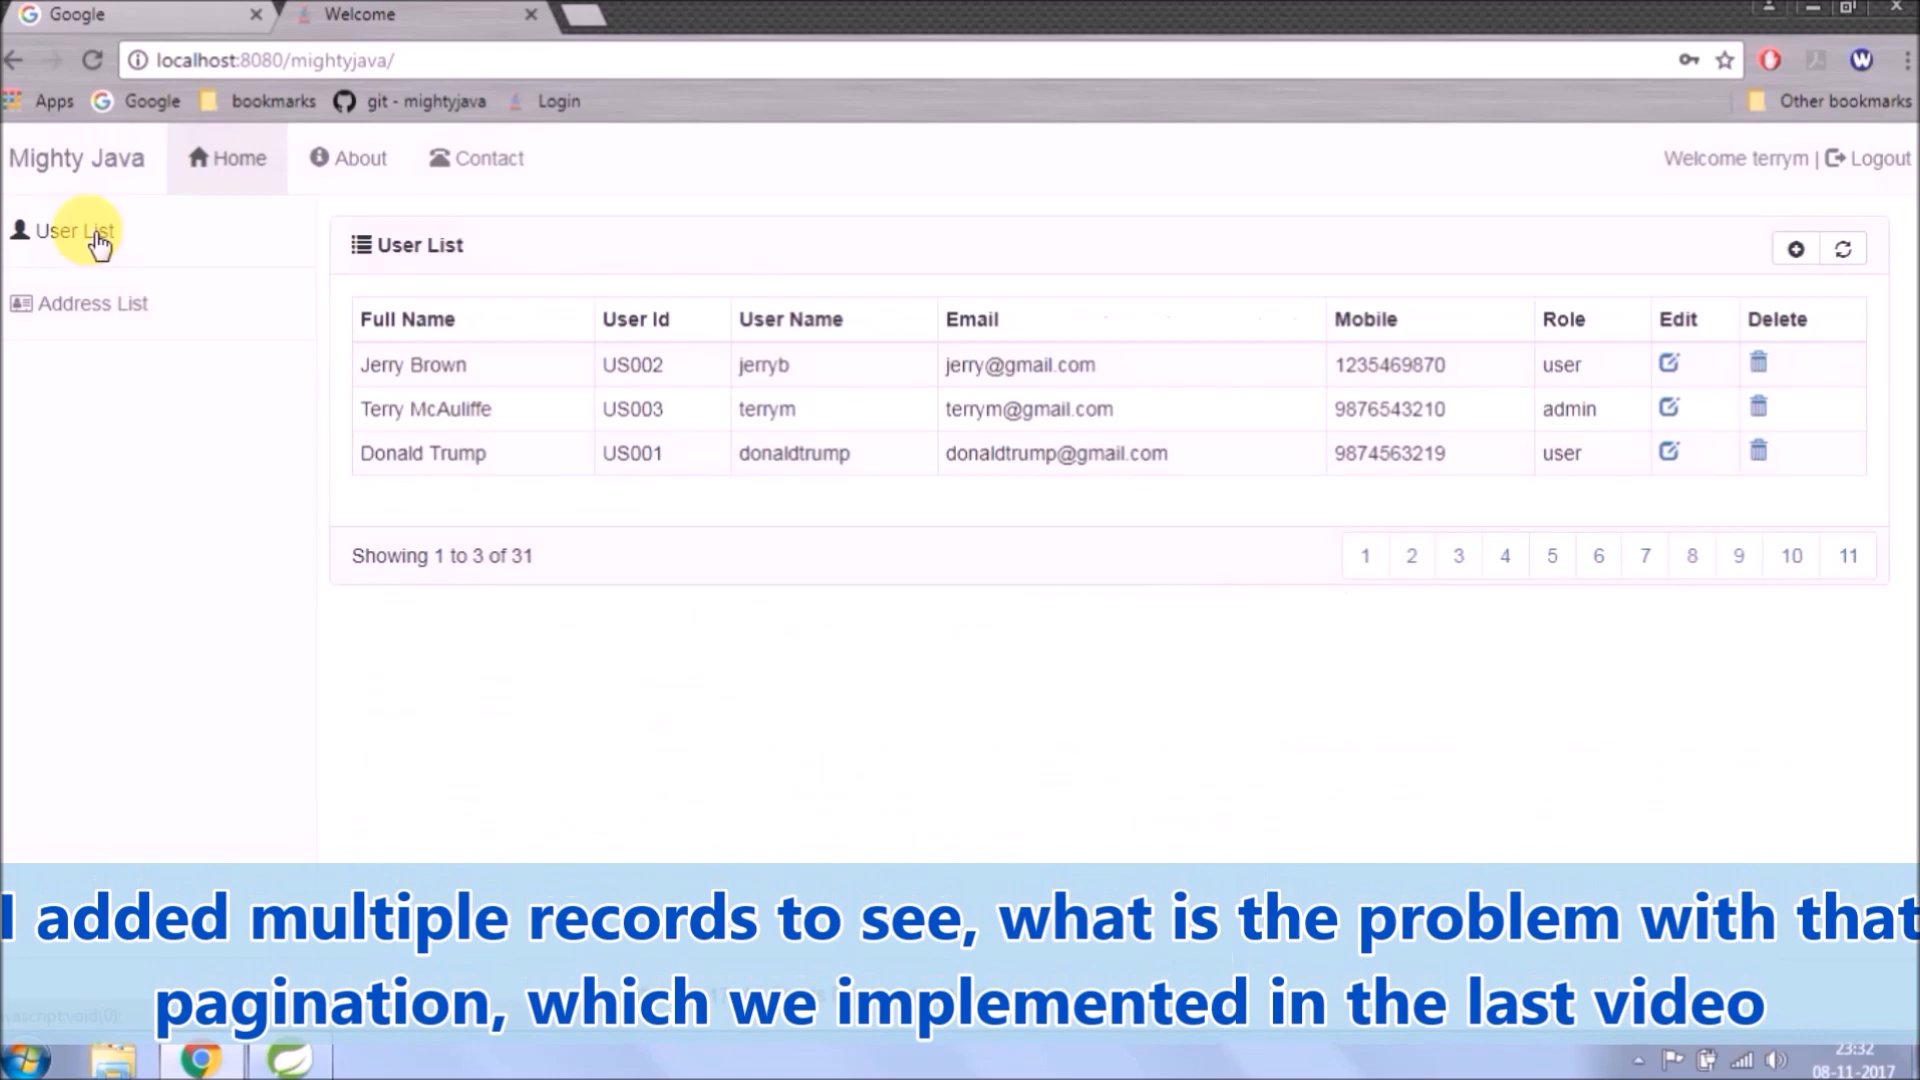 Google
Welcome
localhost:8080/mightyjava/
Apps Google bookmarks git - mightyjava Login Other bookmarks
Mighty Java Home About Contact Welcome terrym | Logout
User List
Address List
User List
Full Name User Id User Name Email Mobile Role Edit Delete
Jerry Brown US002 jerryb jerry@gmail.com 1235469870 user
Terry McAuliffe US003 terrym terrym@gmail.com 9876543210 admin
Donald Trump US001 donaldtrump donaldtrump@gmail.com 9874563219 user
Showing 1 to 3 of 31 1 2 3 4 5 6 7 8 9 10 11
I added multiple records to see, what is the problem with that
pagination, which we implemented in the last video
23:32
08-11-2017